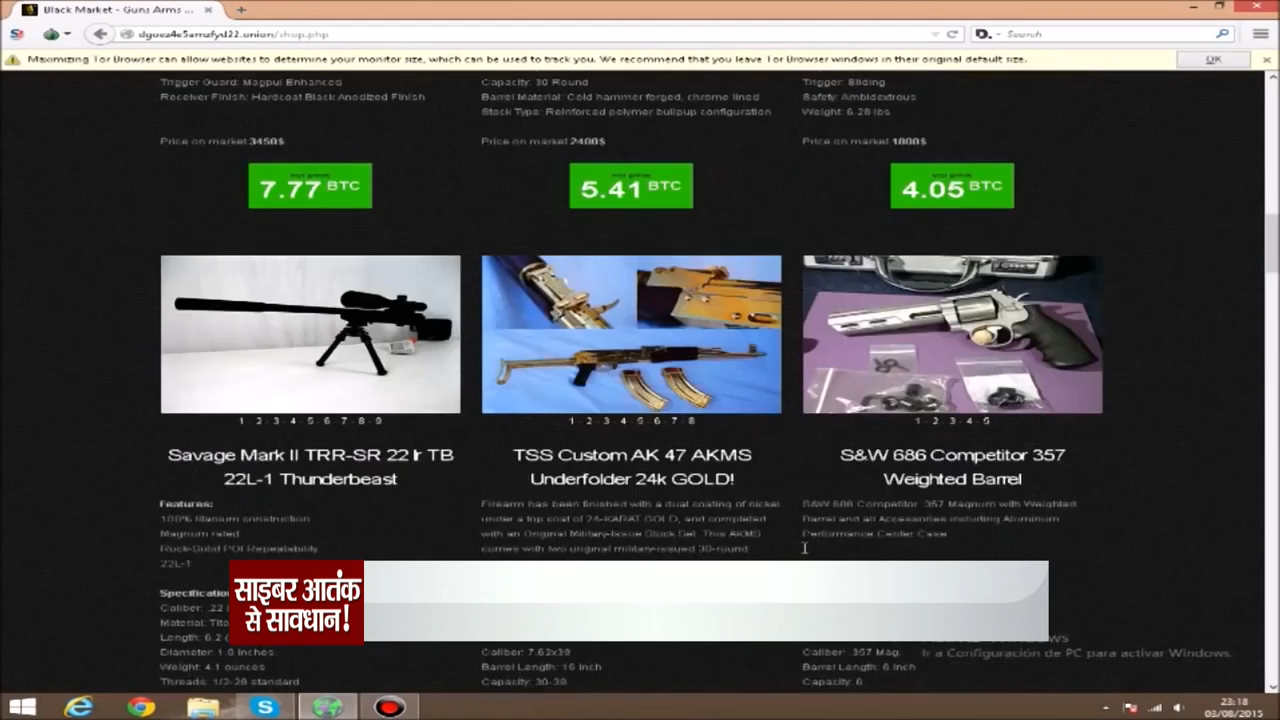 Black Market - Guns Arms ...
dguez4e5amzfyd22.onion/shop.php
Search
Maximizing Tor Browser can allow websites to determine your monitor size, which can be used to track you. We recommend that you leave Tor Browser windows in their original default size.
OK
Trigger Guard: Magpul Enhanced
Receiver Finish: Hardcoat Black Anodized Finish
Price on market 3450$
7.77 BTC
Capacity: 30 Round
Barrel Material: Cold hammer forged, chrome lined
Stock Type: Reinforced polymer bullpup configuration
Price on market 2400$
5.41 BTC
Trigger: Sliding
Safety: Ambidextrous
Weight: 6.28 lbs
Price on market 1800$
4.05 BTC
1 - 2 - 3 - 4 - 5 - 6 - 7 - 8 - 9
Savage Mark II TRR-SR 22 lr TB
22L-1 Thunderbeast
Features:
100% titanium construction
Magnum rated
Rock-Solid POI Repeatability
22L-1
Specification
Caliber: .22 l
Material: Tita
Length: 6.2 (
Diameter: 1.0 Inches
Weight: 4.1 ounces
Threads: 1/2-28 standard
1 - 2 - 3 - 4 - 5 - 6 - 7 - 8
TSS Custom AK 47 AKMS
Underfolder 24k GOLD!
Firearm has been finished with a dual coating of nickel
under a top coat of 24-KARAT GOLD, and completed
with an Original Military-Issue Stock Set. This AKMS
comes with two original military-issued 30-round
Caliber: 7.62x39
Barrel Length: 16 Inch
Capacity: 30-30
1 - 2 - 3 - 4 - 5
S&W 686 Competitor 357
Weighted Barrel
S&W 686 Competitor .357 Magnum with Weighted
Barrel and all Accessories including Aluminum
Performance Center Case
Caliber: .357 Mag.
Barrel Length: 6 Inch
Capacity: 6
साइबर आतंक
से सावधान!
Ir a Configuración de PC para activar Windows.
23:18
03/08/2015